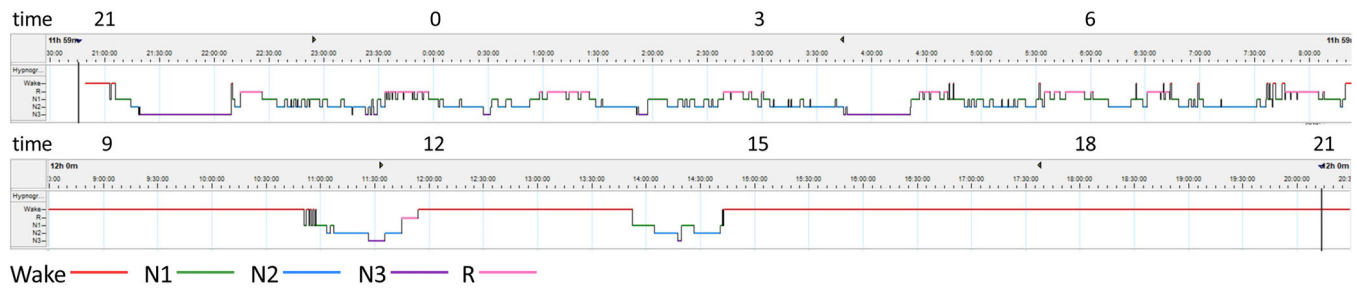 time 21 0 3 6
11h 59m 11h 59m
30:00 21:00:00 21:30:00 22:00:00 22:30:00 23:00:00 23:30:00 0:00:00 0:30:00 1:00:00 1:30:00 2:00:00 2:30:00 3:00:00 3:30:00 4:00:00 4:30:00 5:00:00 5:30:00 6:00:00 6:30:00 7:00:00 7:30:00 8:00:00
Hypnogr...
Wake
R
N1
N2
N3
time 9 12 15 18 21
12h 0m 12h 0m
9:00:00 9:30:00 10:00:00 10:30:00 11:00:00 11:30:00 12:00:00 12:30:00 13:00:00 13:30:00 14:00:00 14:30:00 15:00:00 15:30:00 16:00:00 16:30:00 17:00:00 17:30:00 18:00:00 18:30:00 19:00:00 19:30:00 20:00:00
Hypnogr...
Wake
R
N1
N2
N3
Wake N1 N2 N3 R